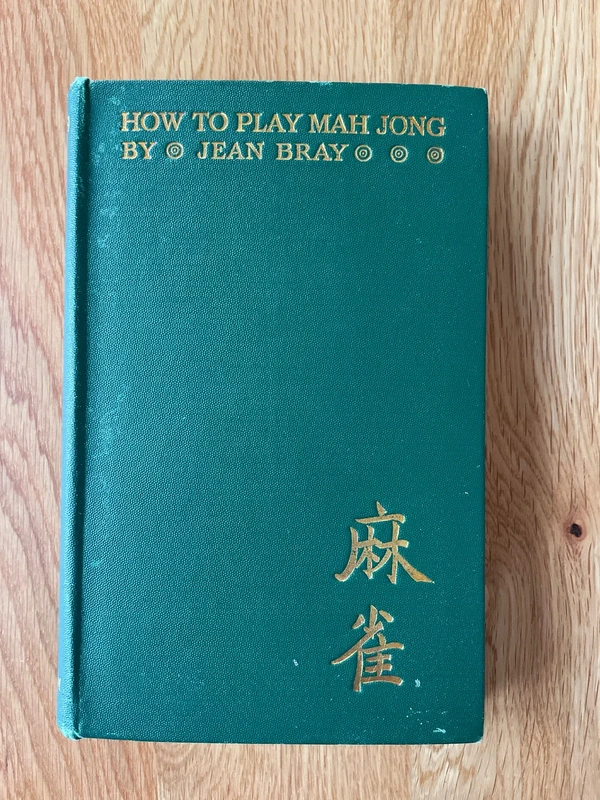 HOW TO PLAY MAH JONG
BY ◎ JEAN BRAY ◎ ◎ ◎
麻
雀